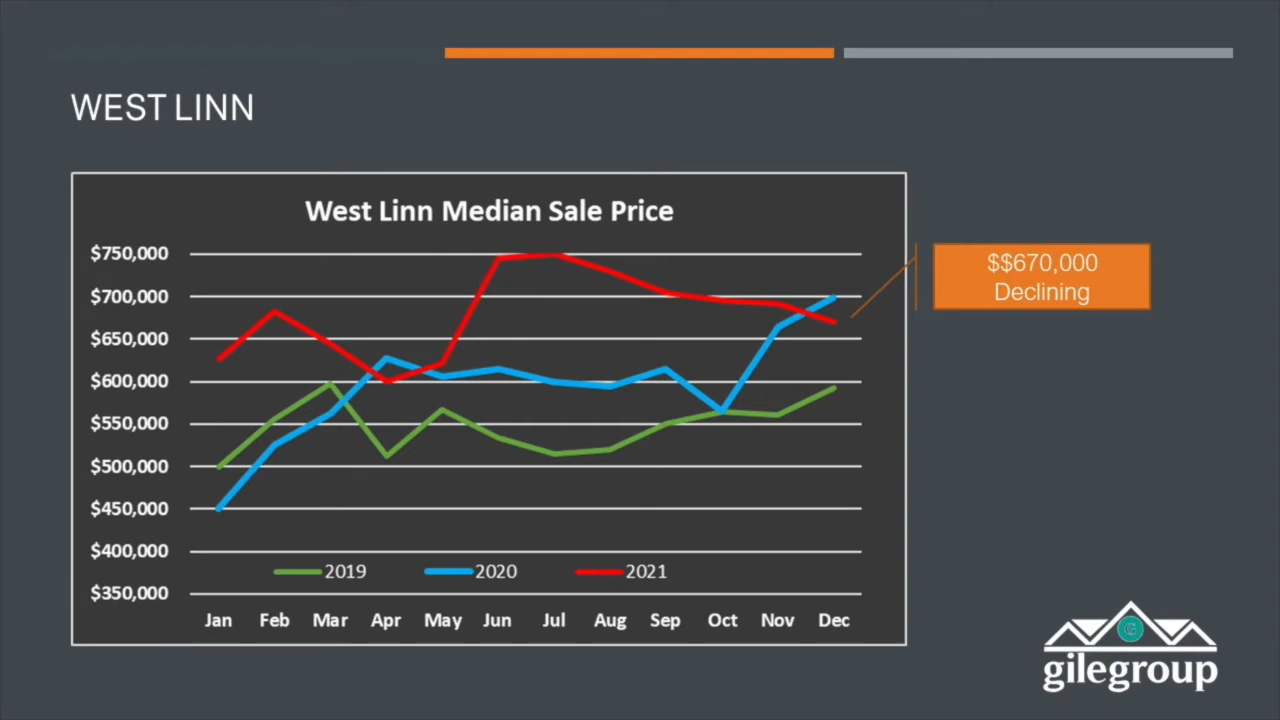 WEST LINN
West Linn Median Sale Price
$750,000
$700,000
$650,000
$600,000
$550,000
$500,000
$450,000
$400,000
$350,000
2019 2020 2021
Jan Feb Mar Apr May Jun Jul Aug Sep Oct Nov Dec
$$670,000
Declining
G
gilegroup